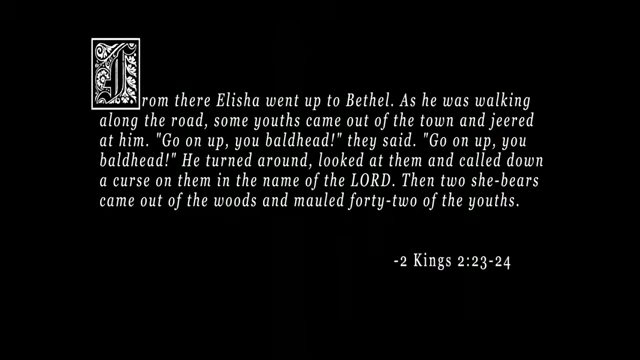 From there Elisha went up to Bethel. As he was walking
along the road, some youths came out of the town and jeered
at him. "Go on up, you baldhead!" they said. "Go on up, you
baldhead!" He turned around, looked at them and called down
a curse on them in the name of the LORD. Then two she-bears
came out of the woods and mauled forty-two of the youths.
-2 Kings 2:23-24